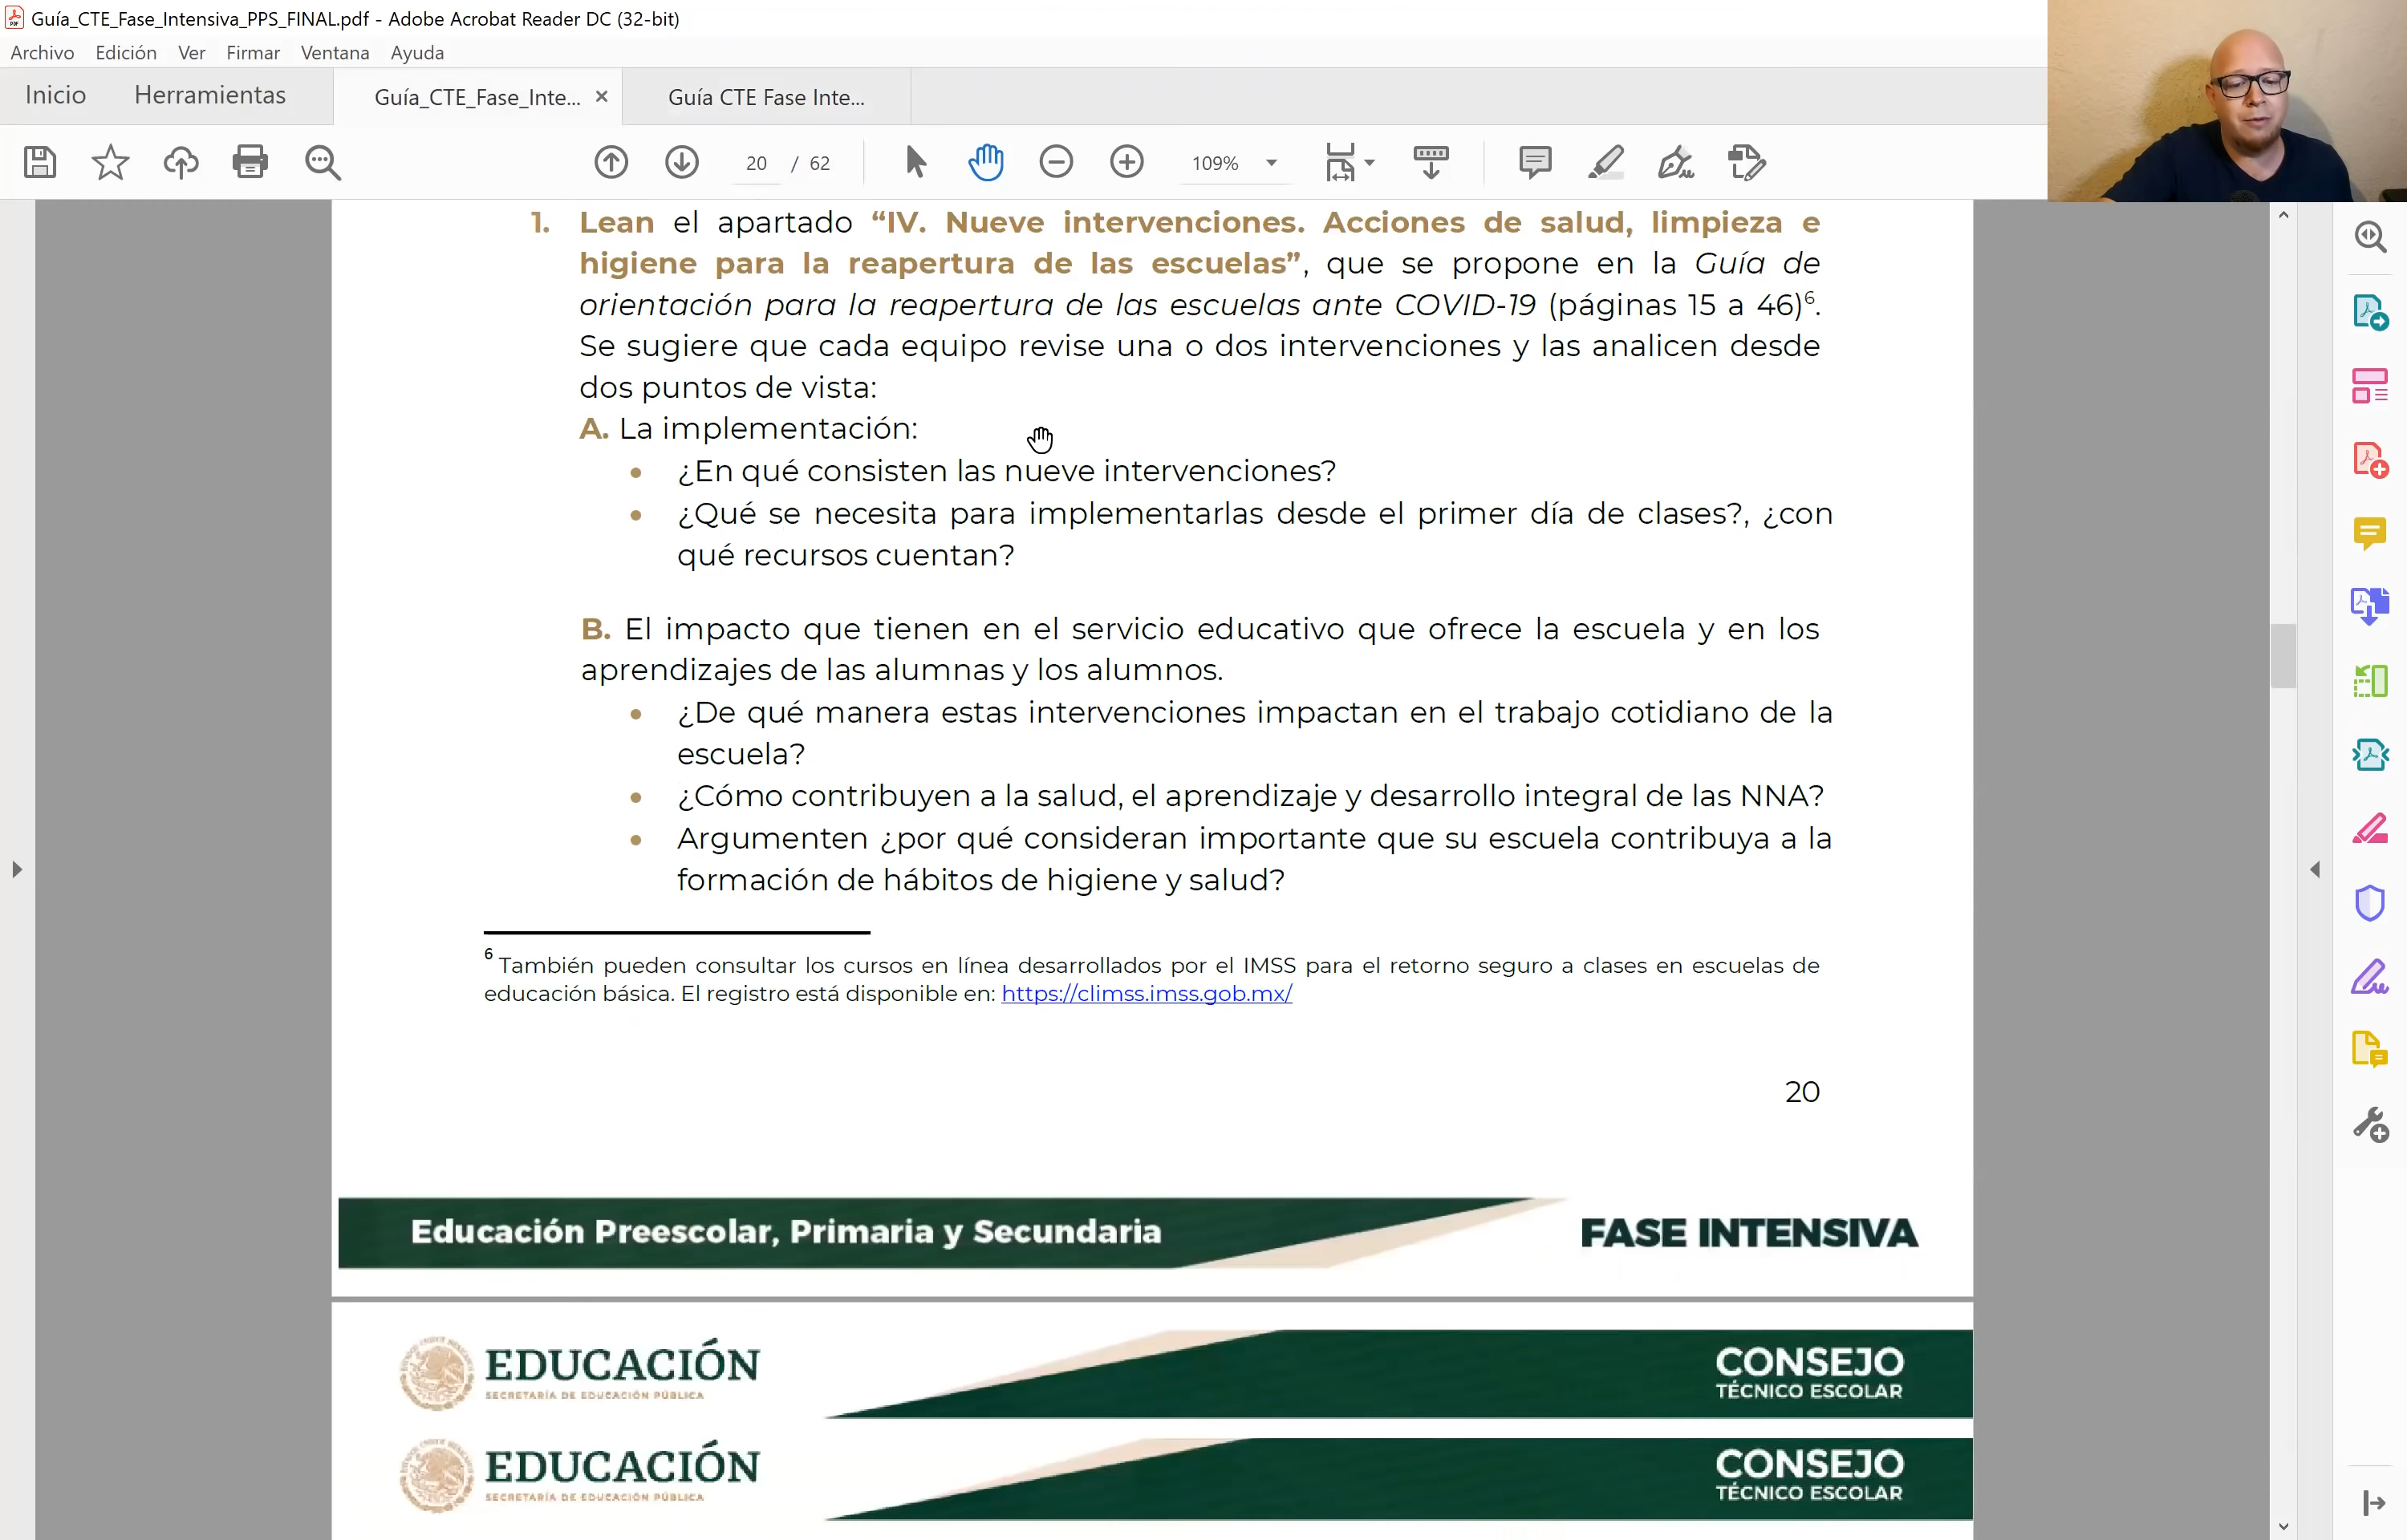 Guía_CTE_Fase_Intensiva_PPS_FINAL.pdf - Adobe Acrobat Reader DC (32-bit)
Archivo Edición Ver Firmar Ventana Ayuda
Inicio Herramientas Guía_CTE_Fase_Inte... Guía CTE Fase Inte...
20 / 62 109%
1. Lean el apartado “IV. Nueve intervenciones. Acciones de salud, limpieza e
higiene para la reapertura de las escuelas”, que se propone en la Guía de
orientación para la reapertura de las escuelas ante COVID-19 (páginas 15 a 46)⁶.
Se sugiere que cada equipo revise una o dos intervenciones y las analicen desde
dos puntos de vista:
A. La implementación:
• ¿En qué consisten las nueve intervenciones?
• ¿Qué se necesita para implementarlas desde el primer día de clases?, ¿con
qué recursos cuentan?
B. El impacto que tienen en el servicio educativo que ofrece la escuela y en los
aprendizajes de las alumnas y los alumnos.
• ¿De qué manera estas intervenciones impactan en el trabajo cotidiano de la
escuela?
• ¿Cómo contribuyen a la salud, el aprendizaje y desarrollo integral de las NNA?
• Argumenten ¿por qué consideran importante que su escuela contribuya a la
formación de hábitos de higiene y salud?
⁶ También pueden consultar los cursos en línea desarrollados por el IMSS para el retorno seguro a clases en escuelas de
educación básica. El registro está disponible en: https://climss.imss.gob.mx/
20
Educación Preescolar, Primaria y Secundaria FASE INTENSIVA
EDUCACIÓN
SECRETARÍA DE EDUCACIÓN PÚBLICA
CONSEJO
TÉCNICO ESCOLAR
EDUCACIÓN
SECRETARÍA DE EDUCACIÓN PÚBLICA
CONSEJO
TÉCNICO ESCOLAR